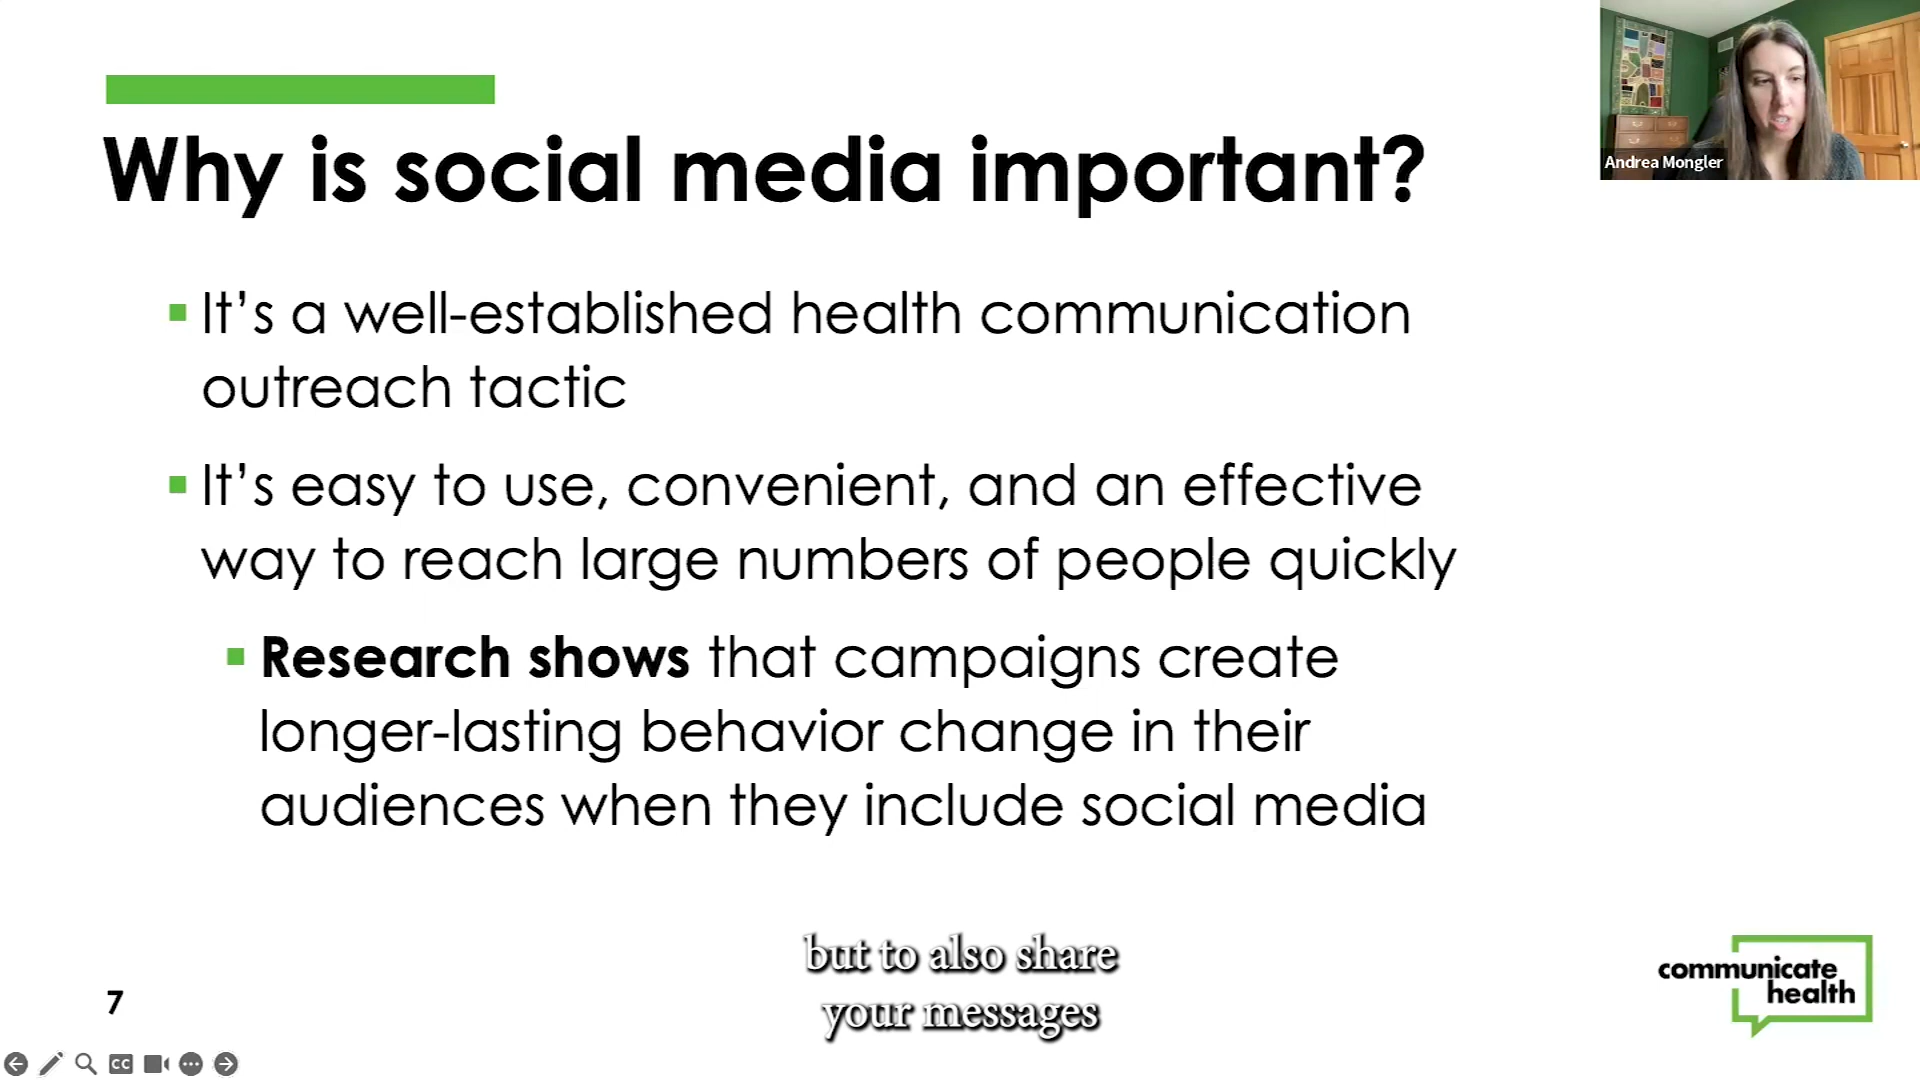 Why is social media important?
Andrea Mongler
It’s a well-established health communication
outreach tactic
It’s easy to use, convenient, and an effective
way to reach large numbers of people quickly
Research shows that campaigns create
longer-lasting behavior change in their
audiences when they include social media
but to also share
your messages
7
communicate
health
CC